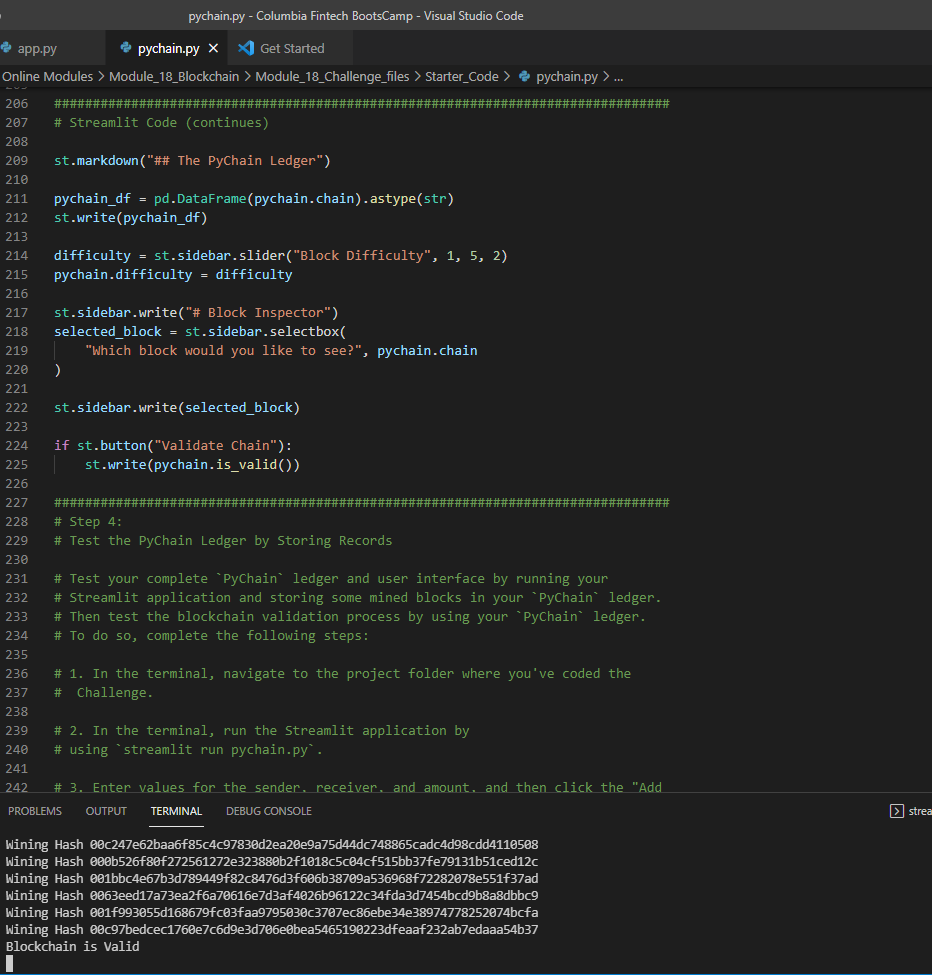 pychain.py - Columbia Fintech BootsCamp - Visual Studio Code
app.py pychain.py × Get Started
Online Modules > Module_18_Blockchain > Module_18_Challenge_files > Starter_Code > pychain.py > ...
206 ################################################################################
207 # Streamlit Code (continues)
208
209 st.markdown("## The PyChain Ledger")
210
211 pychain_df = pd.DataFrame(pychain.chain).astype(str)
212 st.write(pychain_df)
213
214 difficulty = st.sidebar.slider("Block Difficulty", 1, 5, 2)
215 pychain.difficulty = difficulty
216
217 st.sidebar.write("# Block Inspector")
218 selected_block = st.sidebar.selectbox(
219     "Which block would you like to see?", pychain.chain
220 )
221
222 st.sidebar.write(selected_block)
223
224 if st.button("Validate Chain"):
225     st.write(pychain.is_valid())
226
227 ################################################################################
228 # Step 4:
229 # Test the PyChain Ledger by Storing Records
230
231 # Test your complete `PyChain` ledger and user interface by running your
232 # Streamlit application and storing some mined blocks in your `PyChain` ledger.
233 # Then test the blockchain validation process by using your `PyChain` ledger.
234 # To do so, complete the following steps:
235
236 # 1. In the terminal, navigate to the project folder where you've coded the
237 #  Challenge.
238
239 # 2. In the terminal, run the Streamlit application by
240 # using `streamlit run pychain.py`.
241
242 # 3. Enter values for the sender, receiver, and amount, and then click the "Add
PROBLEMS OUTPUT TERMINAL DEBUG CONSOLE strea
Wining Hash 00c247e62baa6f85c4c97830d2ea20e9a75d44dc748865cadc4d98cdd4110508
Wining Hash 000b526f80f272561272e323880b2f1018c5c04cf515bb37fe79131b51ced12c
Wining Hash 001bbc4e67b3d789449f82c8476d3f606b38709a536968f72282078e551f37ad
Wining Hash 0063eed17a73ea2f6a70616e7d3af4026b96122c34fda3d7454bcd9b8a8dbbc9
Wining Hash 001f993055d168679fc03faa9795030c3707ec86ebe34e38974778252074bcfa
Wining Hash 00c97bedcec1760e7c6d9e3d706e0bea5465190223dfeaaf232ab7edaaa54b37
Blockchain is Valid